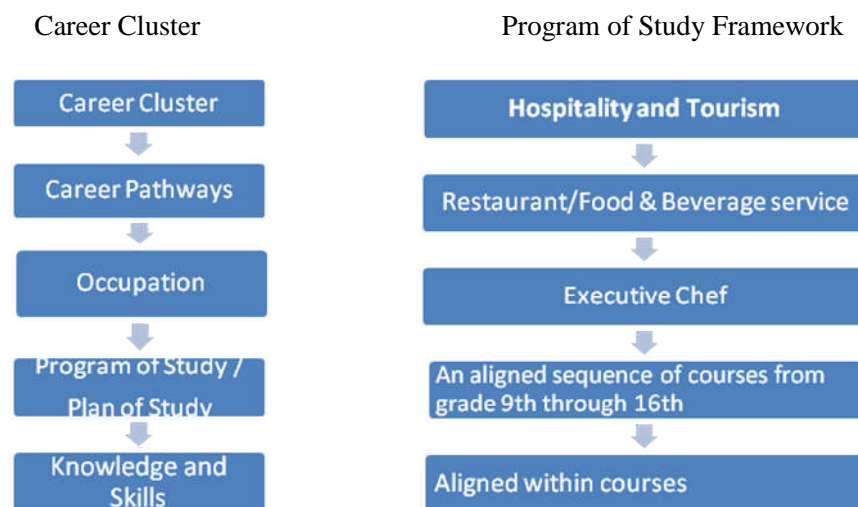 Career Cluster
Program of Study Framework
Career Cluster
Hospitality and Tourism
Career Pathways
Restaurant/Food & Beverage service
Occupation
Executive Chef
Program of Study /
Plan of Study
An aligned sequence of courses from
grade 9th through 16th
Knowledge and
Skills
Aligned within courses